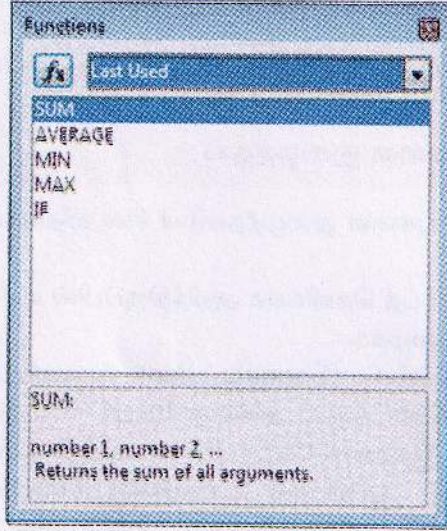 Functions
fx Last Used
SUM
AVERAGE
MIN
MAX
IF
SUM:
number 1, number 2, ...
Returns the sum of all arguments.